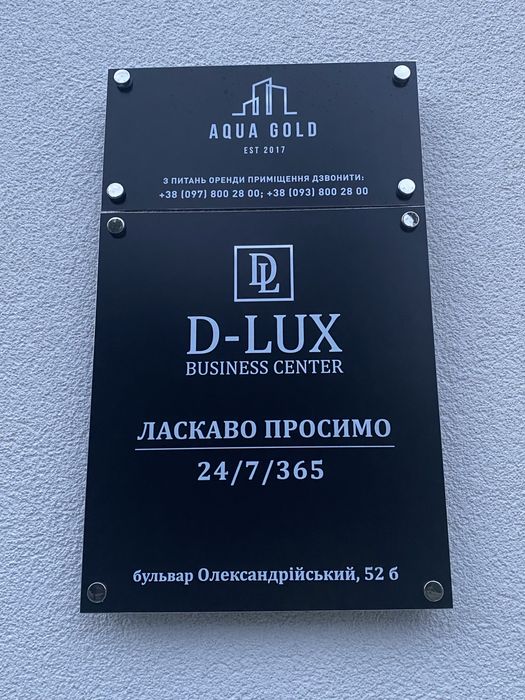 AQUA GOLD
EST 2017
З ПИТАНЬ ОРЕНДИ ПРИМІЩЕННЯ ДЗВОНИТИ:
+38 (097) 800 28 00; +38 (093) 800 28 00
DL
D-LUX
BUSINESS CENTER
ЛАСКАВО ПРОСИМО
24/7/365
бульвар Олександрійський, 52 б